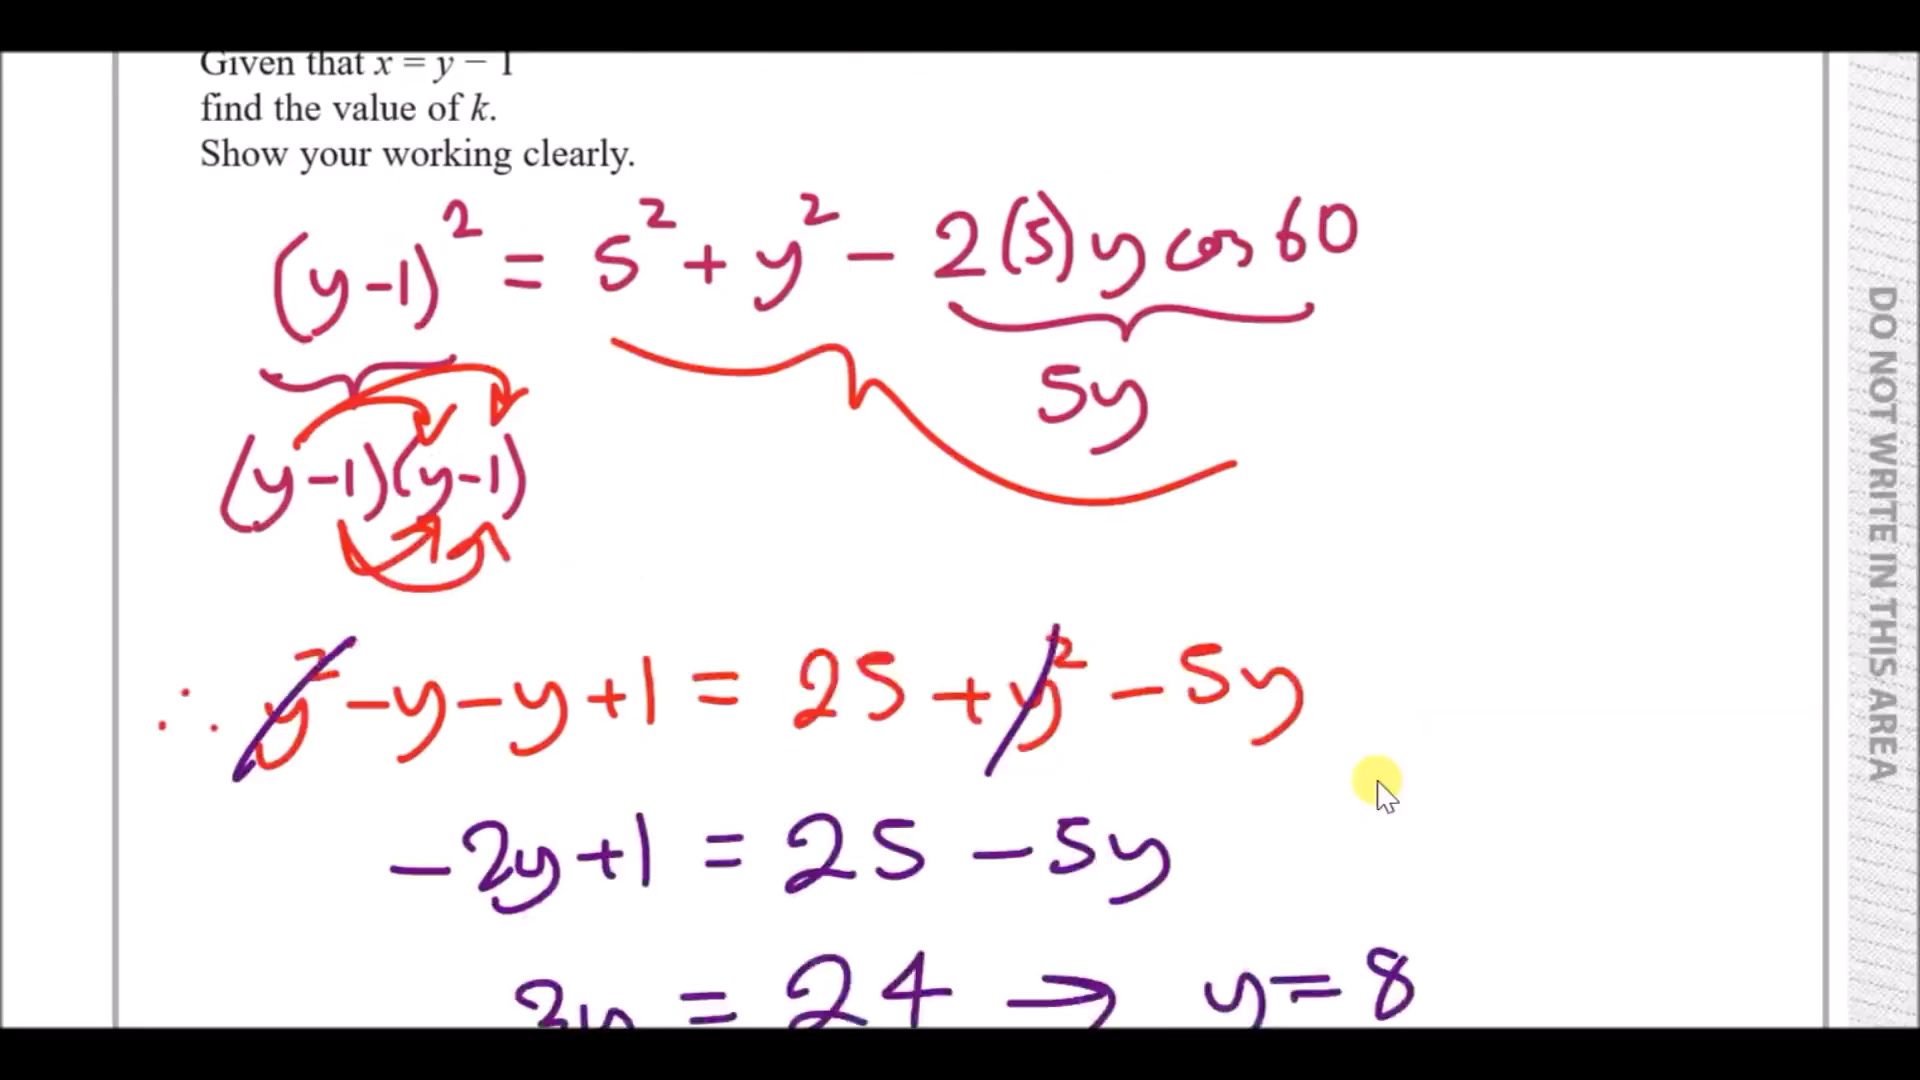 Given that x = y − 1
find the value of k.
Show your working clearly.
(y-1)² = 5² + y² - 2(5)y cos 60
5y
(y-1)(y-1)
∴ y² - y - y + 1 = 25 + y² - 5y
-2y + 1 = 25 - 5y
3y = 24 → y = 8
DO NOT WRITE IN THIS AREA